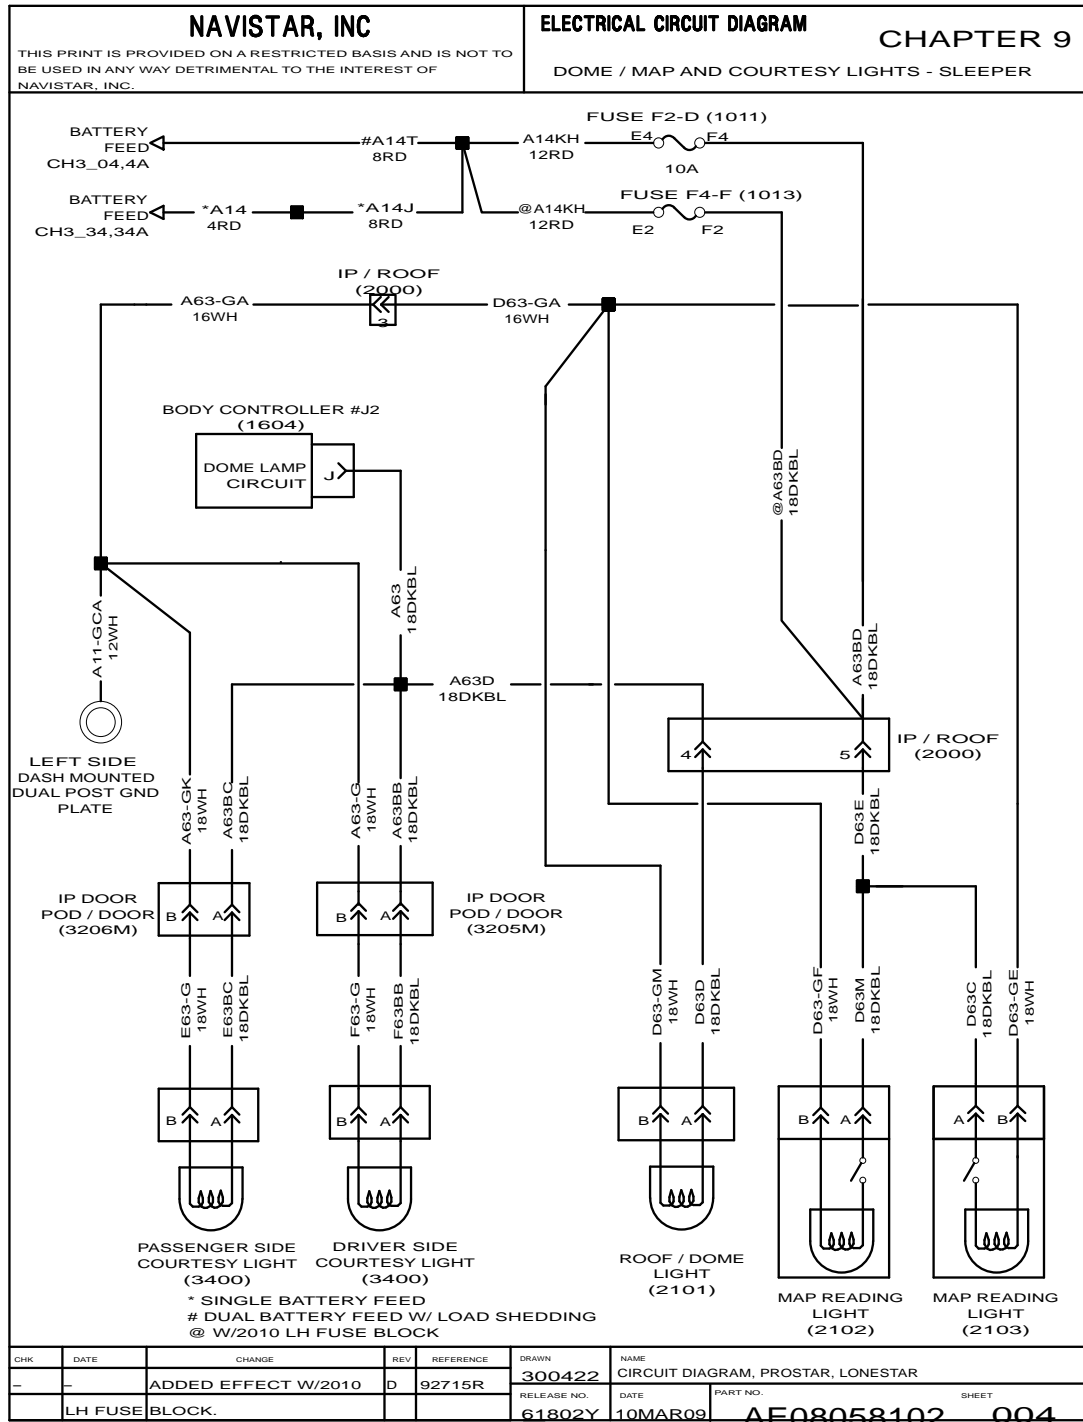 NAVISTAR, INC
THIS PRINT IS PROVIDED ON A RESTRICTED BASIS AND IS NOT TO
BE USED IN ANY WAY DETRIMENTAL TO THE INTEREST OF
NAVISTAR, INC.
ELECTRICAL CIRCUIT DIAGRAM
CHAPTER 9
DOME / MAP AND COURTESY LIGHTS - SLEEPER
BATTERY
FEED
CH3_04,4A
#A14T
8RD
A14KH
12RD
FUSE F2-D (1011)
E4
F4
10A
BATTERY
FEED
CH3_34,34A
*A14
4RD
*A14J
8RD
@A14KH
12RD
FUSE F4-F (1013)
E2
F2
IP / ROOF
(2000)
3
A63-GA
16WH
D63-GA
16WH
BODY CONTROLLER #J2
(1604)
DOME LAMP
CIRCUIT
J
@A63BD
18DKBL
A63
18DKBL
A11-GCA
12WH
A63BD
18DKBL
A63D
18DKBL
LEFT SIDE
DASH MOUNTED
DUAL POST GND
PLATE
IP / ROOF
(2000)
4
5
A63-GK
18WH
A63BC
18DKBL
A63-G
18WH
A63BB
18DKBL
D63E
18DKBL
IP DOOR
POD / DOOR
(3206M)
B
A
B
A
IP DOOR
POD / DOOR
(3205M)
E63-G
18WH
E63BC
18DKBL
F63-G
18WH
F63BB
18DKBL
D63-GM
18WH
D63D
18DKBL
D63-GF
18WH
D63M
18DKBL
D63C
18DKBL
D63-GE
18WH
B
A
B
A
B
A
B
A
A
B
PASSENGER SIDE
COURTESY LIGHT
(3400)
DRIVER SIDE
COURTESY LIGHT
(3400)
ROOF / DOME
LIGHT
(2101)
MAP READING
LIGHT
(2102)
MAP READING
LIGHT
(2103)
* SINGLE BATTERY FEED
# DUAL BATTERY FEED W/ LOAD SHEDDING
@ W/2010 LH FUSE BLOCK
CHK
DATE
CHANGE
REV
REFERENCE
DRAWN
300422
NAME
CIRCUIT DIAGRAM, PROSTAR, LONESTAR
–
–
ADDED EFFECT W/2010
D
92715R
LH FUSE BLOCK.
RELEASE NO.
61802Y
DATE
10MAR09
PART NO.
AE08058102
SHEET
004